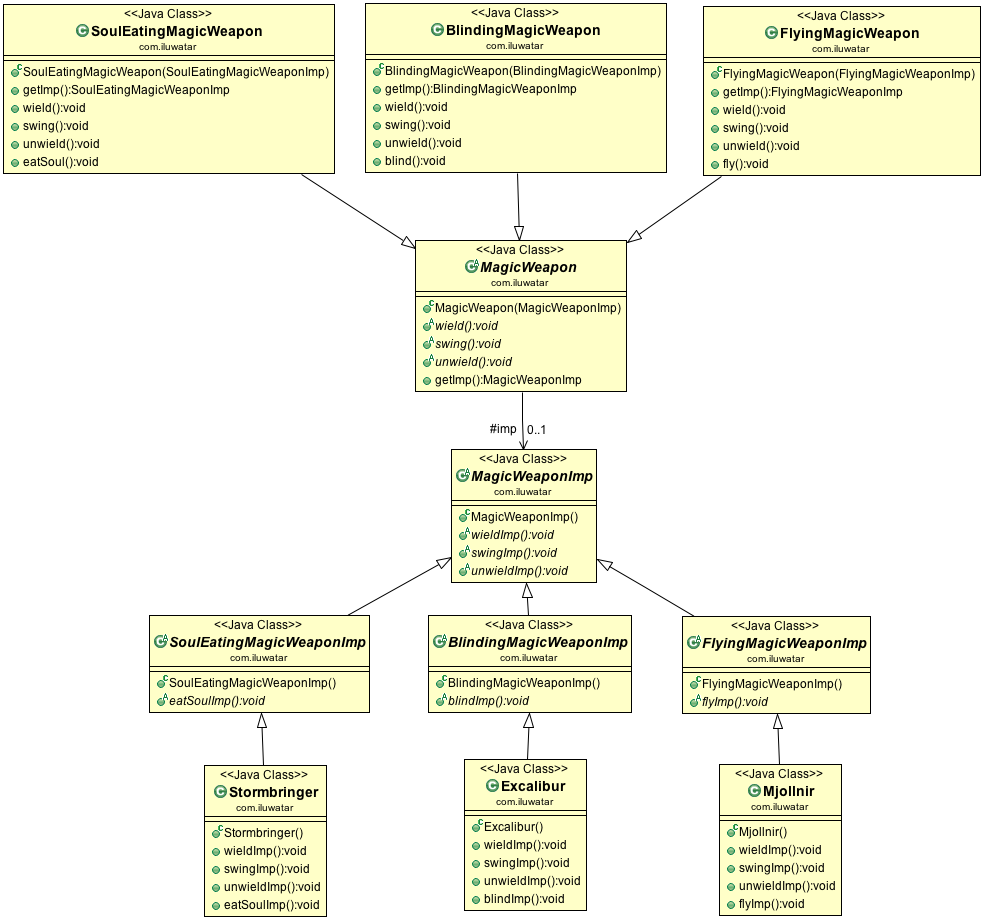 <<Java Class>>
SoulEatingMagicWeapon
com.iluwatar
SoulEatingMagicWeapon(SoulEatingMagicWeaponImp)
getImp():SoulEatingMagicWeaponImp
wield():void
swing():void
unwield():void
eatSoul():void
<<Java Class>>
BlindingMagicWeapon
com.iluwatar
BlindingMagicWeapon(BlindingMagicWeaponImp)
getImp():BlindingMagicWeaponImp
wield():void
swing():void
unwield():void
blind():void
<<Java Class>>
FlyingMagicWeapon
com.iluwatar
FlyingMagicWeapon(FlyingMagicWeaponImp)
getImp():FlyingMagicWeaponImp
wield():void
swing():void
unwield():void
fly():void
<<Java Class>>
MagicWeapon
com.iluwatar
MagicWeapon(MagicWeaponImp)
wield():void
swing():void
unwield():void
getImp():MagicWeaponImp
#imp 0..1
<<Java Class>>
MagicWeaponImp
com.iluwatar
MagicWeaponImp()
wieldImp():void
swingImp():void
unwieldImp():void
<<Java Class>>
SoulEatingMagicWeaponImp
com.iluwatar
SoulEatingMagicWeaponImp()
eatSoulImp():void
<<Java Class>>
BlindingMagicWeaponImp
com.iluwatar
BlindingMagicWeaponImp()
blindImp():void
<<Java Class>>
FlyingMagicWeaponImp
com.iluwatar
FlyingMagicWeaponImp()
flyImp():void
<<Java Class>>
Stormbringer
com.iluwatar
Stormbringer()
wieldImp():void
swingImp():void
unwieldImp():void
eatSoulImp():void
<<Java Class>>
Excalibur
com.iluwatar
Excalibur()
wieldImp():void
swingImp():void
unwieldImp():void
blindImp():void
<<Java Class>>
Mjollnir
com.iluwatar
Mjollnir()
wieldImp():void
swingImp():void
unwieldImp():void
flyImp():void